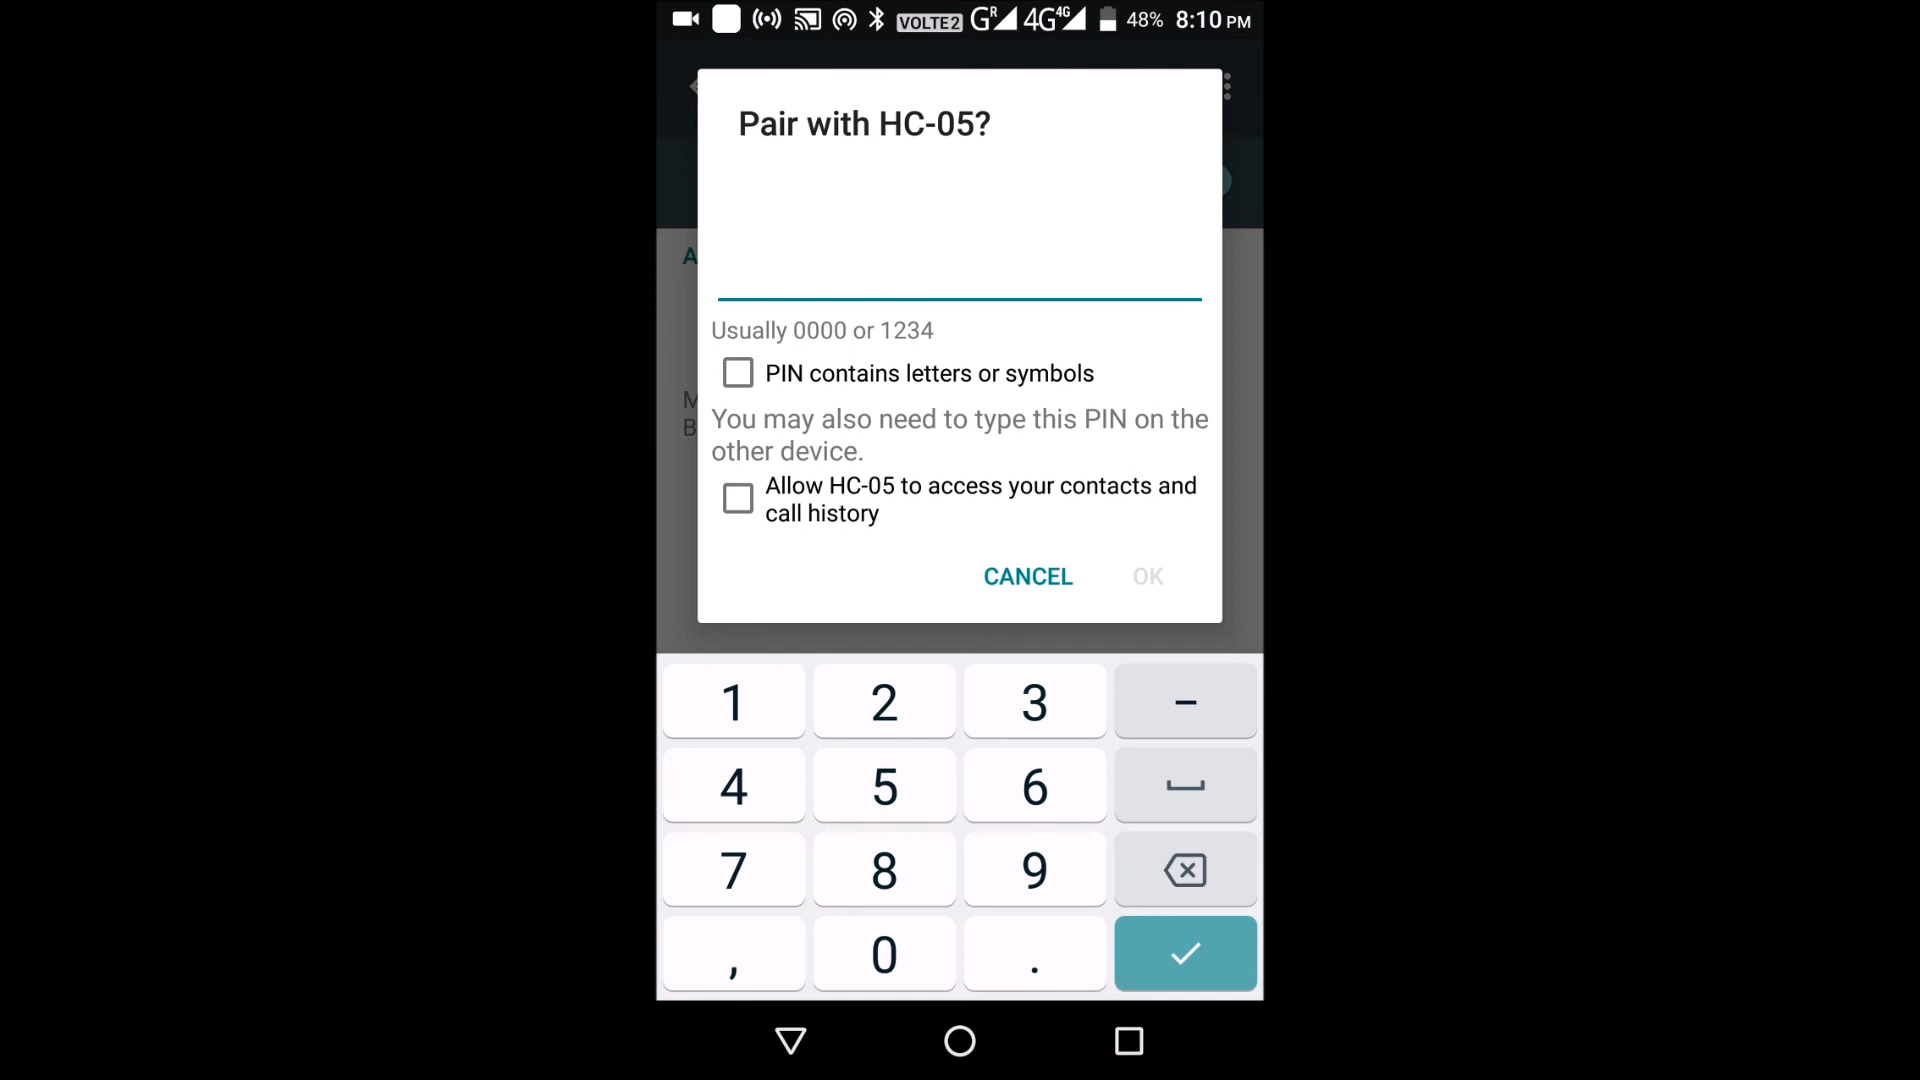 VOLTE2 GR 4G4G 48% 8:10 PM
Pair with HC-05?
A
Usually 0000 or 1234
PIN contains letters or symbols
M
B
You may also need to type this PIN on the
other device.
Allow HC-05 to access your contacts and
call history
CANCEL OK
1 2 3 –
4 5 6
7 8 9
, 0 .